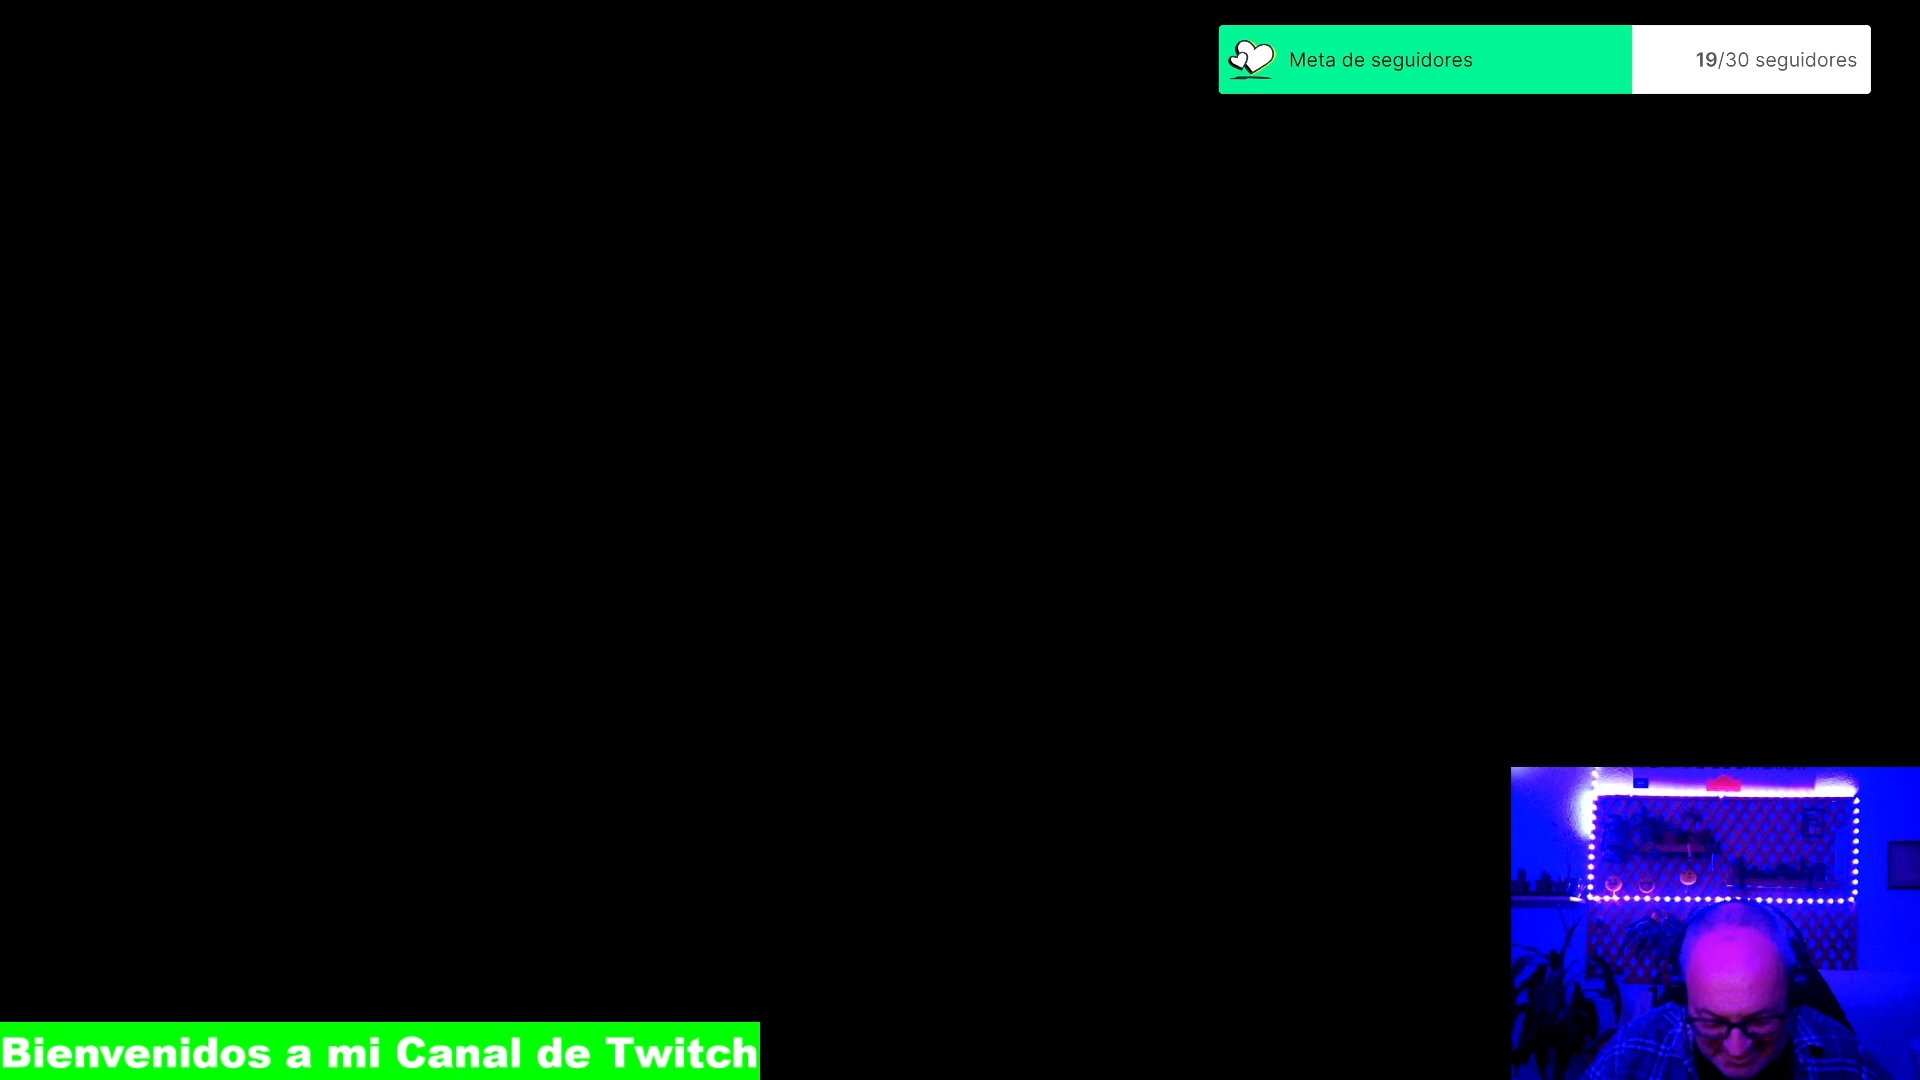 Meta de seguidores
19/30 seguidores
Bienvenidos a mi Canal de Twitch